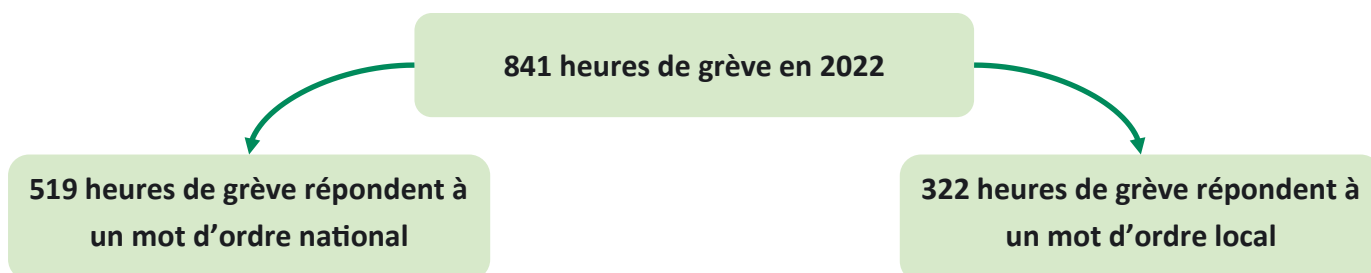 841 heures de grève en 2022
519 heures de grève répondent à
un mot d’ordre national
322 heures de grève répondent à
un mot d’ordre local